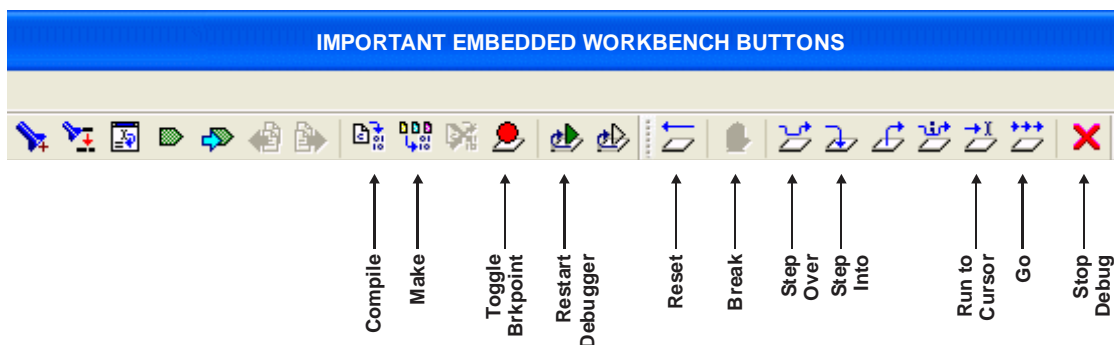 IMPORTANT EMBEDDED WORKBENCH BUTTONS
Compile
Make
Toggle
Brkpoint
Restart
Debugger
Reset
Break
Step
Over
Step
Into
Run to
Cursor
Go
Stop
Debug